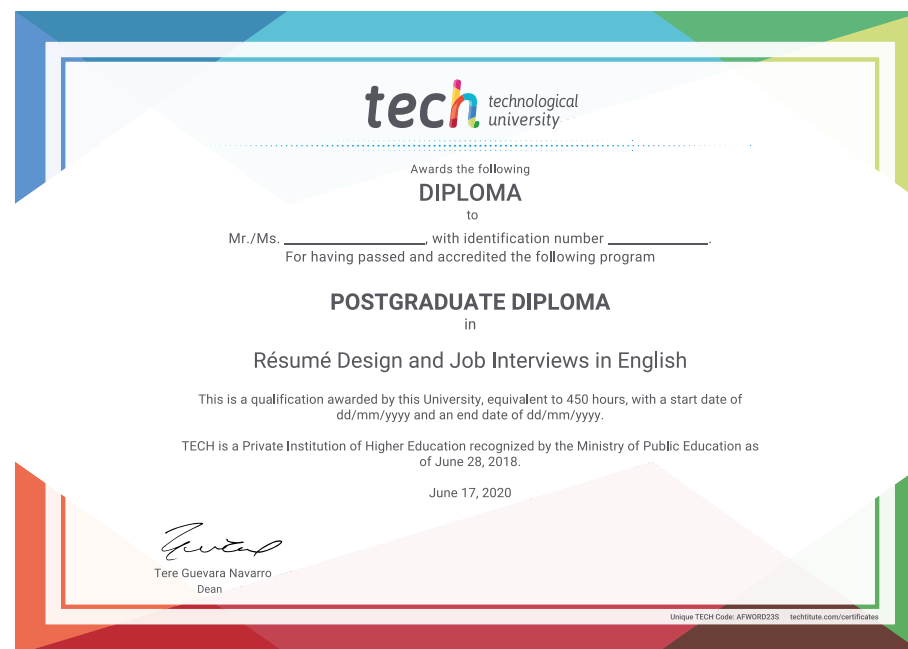 tech technological
university
Awards the following
DIPLOMA
to
Mr./Ms. ____________________, with identification number ______________.
For having passed and accredited the following program
POSTGRADUATE DIPLOMA
in
Résumé Design and Job Interviews in English
This is a qualification awarded by this University, equivalent to 450 hours, with a start date of
dd/mm/yyyy and an end date of dd/mm/yyyy.
TECH is a Private Institution of Higher Education recognized by the Ministry of Public Education as
of June 28, 2018.
June 17, 2020
Tere Guevara Navarro
Dean
Unique TECH Code: AFWORD23S techtitute.com/certificates